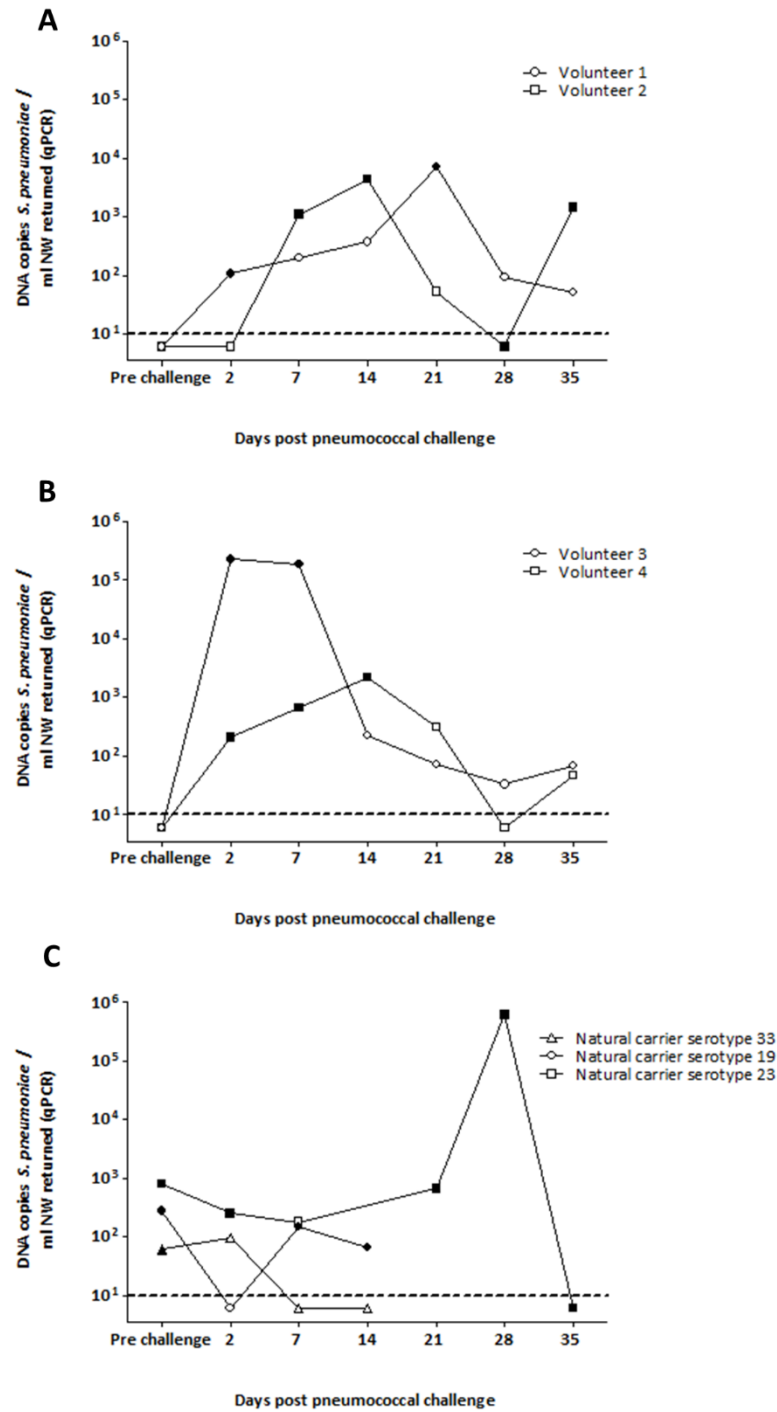 A
DNA copies S. pneumoniae /
ml NW returned (qPCR)
10^6
10^5
10^4
10^3
10^2
10^1
Volunteer 1
Volunteer 2
Pre challenge 2 7 14 21 28 35
Days post pneumococcal challenge
B
DNA copies S. pneumoniae /
ml NW returned (qPCR)
10^6
10^5
10^4
10^3
10^2
10^1
Volunteer 3
Volunteer 4
Pre challenge 2 7 14 21 28 35
Days post pneumococcal challenge
C
DNA copies S. pneumoniae /
ml NW returned (qPCR)
10^6
10^5
10^4
10^3
10^2
10^1
Natural carrier serotype 33
Natural carrier serotype 19
Natural carrier serotype 23
Pre challenge 2 7 14 21 28 35
Days post pneumococcal challenge